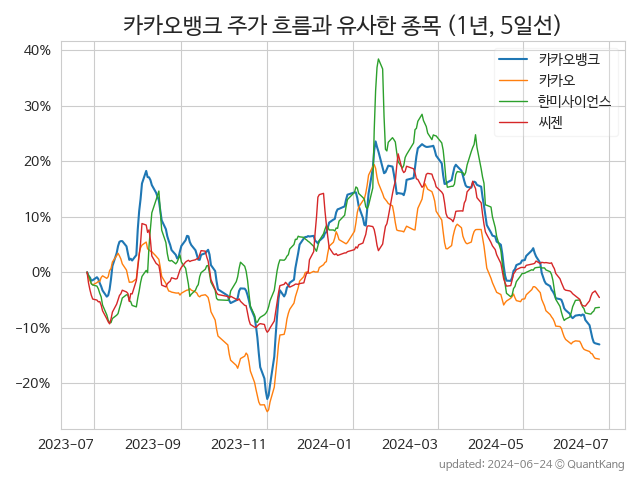 카카오뱅크 주가 흐름과 유사한 종목 (1년, 5일선)
카카오뱅크
카카오
한미사이언스
씨젠
40%
30%
20%
10%
0%
−10%
−20%
2023-07
2023-09
2023-11
2024-01
2024-03
2024-05
2024-07
updated: 2024-06-24 © QuantKang